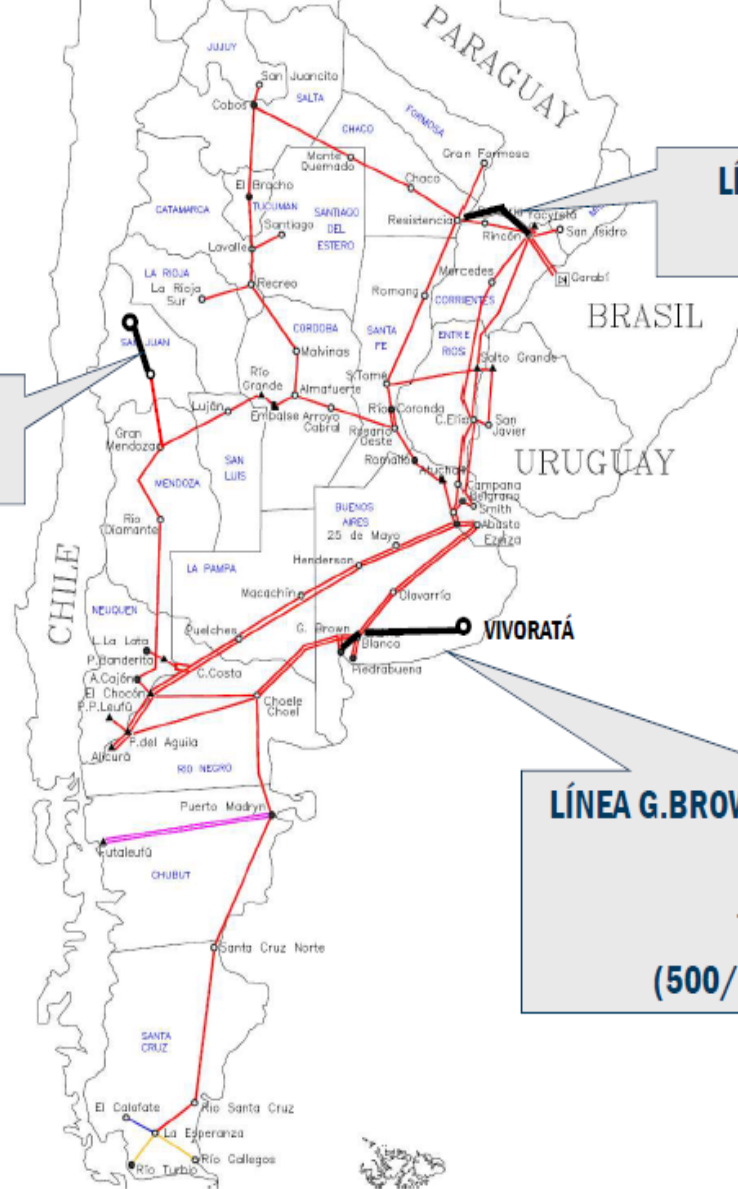 PARAGUAY
JUJUY
San Juancito
SALTA
Cobos
FORMOSA
CHACO
Gran Formosa
Monte
Quemado
Chaco
El Bracho
TUCUMAN
CATAMARCA
SANTIAGO
DEL
ESTERO
Santiago
Resistencia
Rincón
San Isidro
LÍ
Lavalle
LA RIOJA
La Rioja
Sur
Recreo
Romang
Mercedes
CORRIENTES
Garabí
BRASIL
SAN JUAN
CORDOBA
Malvinas
SANTA
FE
ENTRE
RIOS
Salto Grande
S.Tomé
Río
Grande
Almafuerte
Luján
Embalse
Arroyo
Cabral
Río Coronda
Rosario
Oeste
C.Elía
San
Javier
Gran
Mendoza
SAN
LUIS
MENDOZA
Ramallo
Atucha
URUGUAY
Campana
Belgrano
Smith
Río
Diamante
BUENOS
AIRES
25 de Mayo
Abasto
Ezeiza
CHILE
LA PAMPA
Henderson
Macachín
Olavarría
NEUQUEN
L.La Lata
P.Banderita
Puelches
G. Brown
Blanca
VIVORATÁ
Piedrabuena
A.Cajón
C.Costa
El Chocón
P.P.Leufú
Choele
Choel
P.del Aguila
Alicurá
RIO NEGRO
Puerto Madryn
LÍNEA G.BROW
Futaleufú
CHUBUT
Santa Cruz Norte
(500/
SANTA
CRUZ
El Calafate
Rio Santa Cruz
La Esperanza
Río Turbio
Río Gallegos